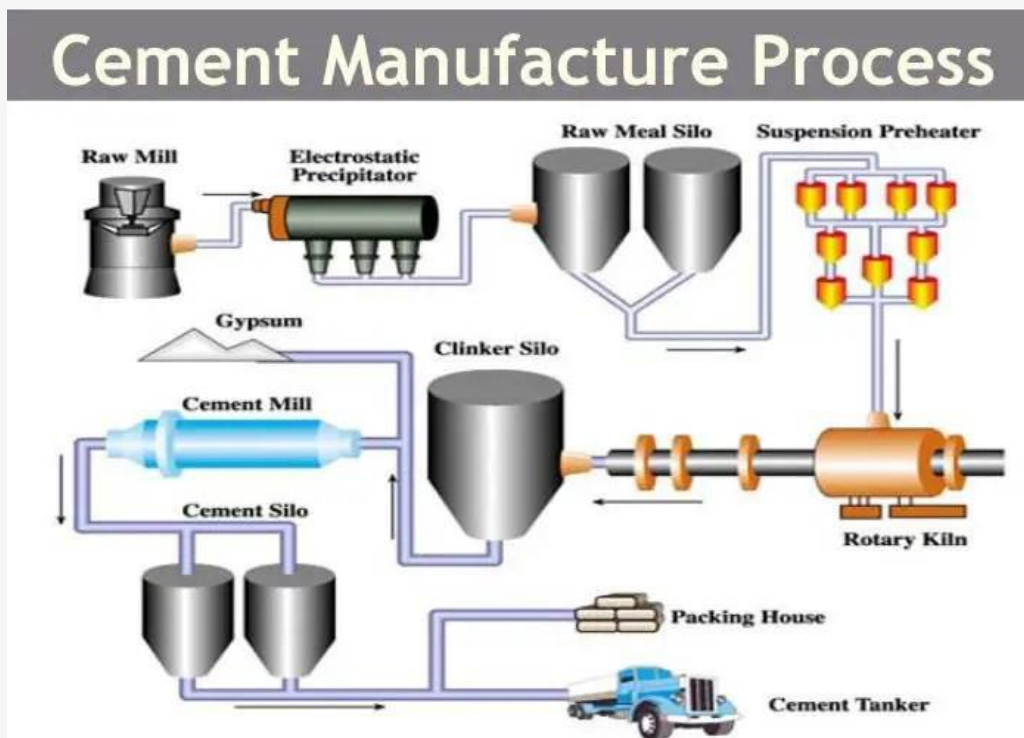 Cement Manufacture Process
Raw Mill
Electrostatic
Precipitator
Raw Meal Silo
Suspension Preheater
Gypsum
Clinker Silo
Cement Mill
Cement Silo
Rotary Kiln
Packing House
Cement Tanker